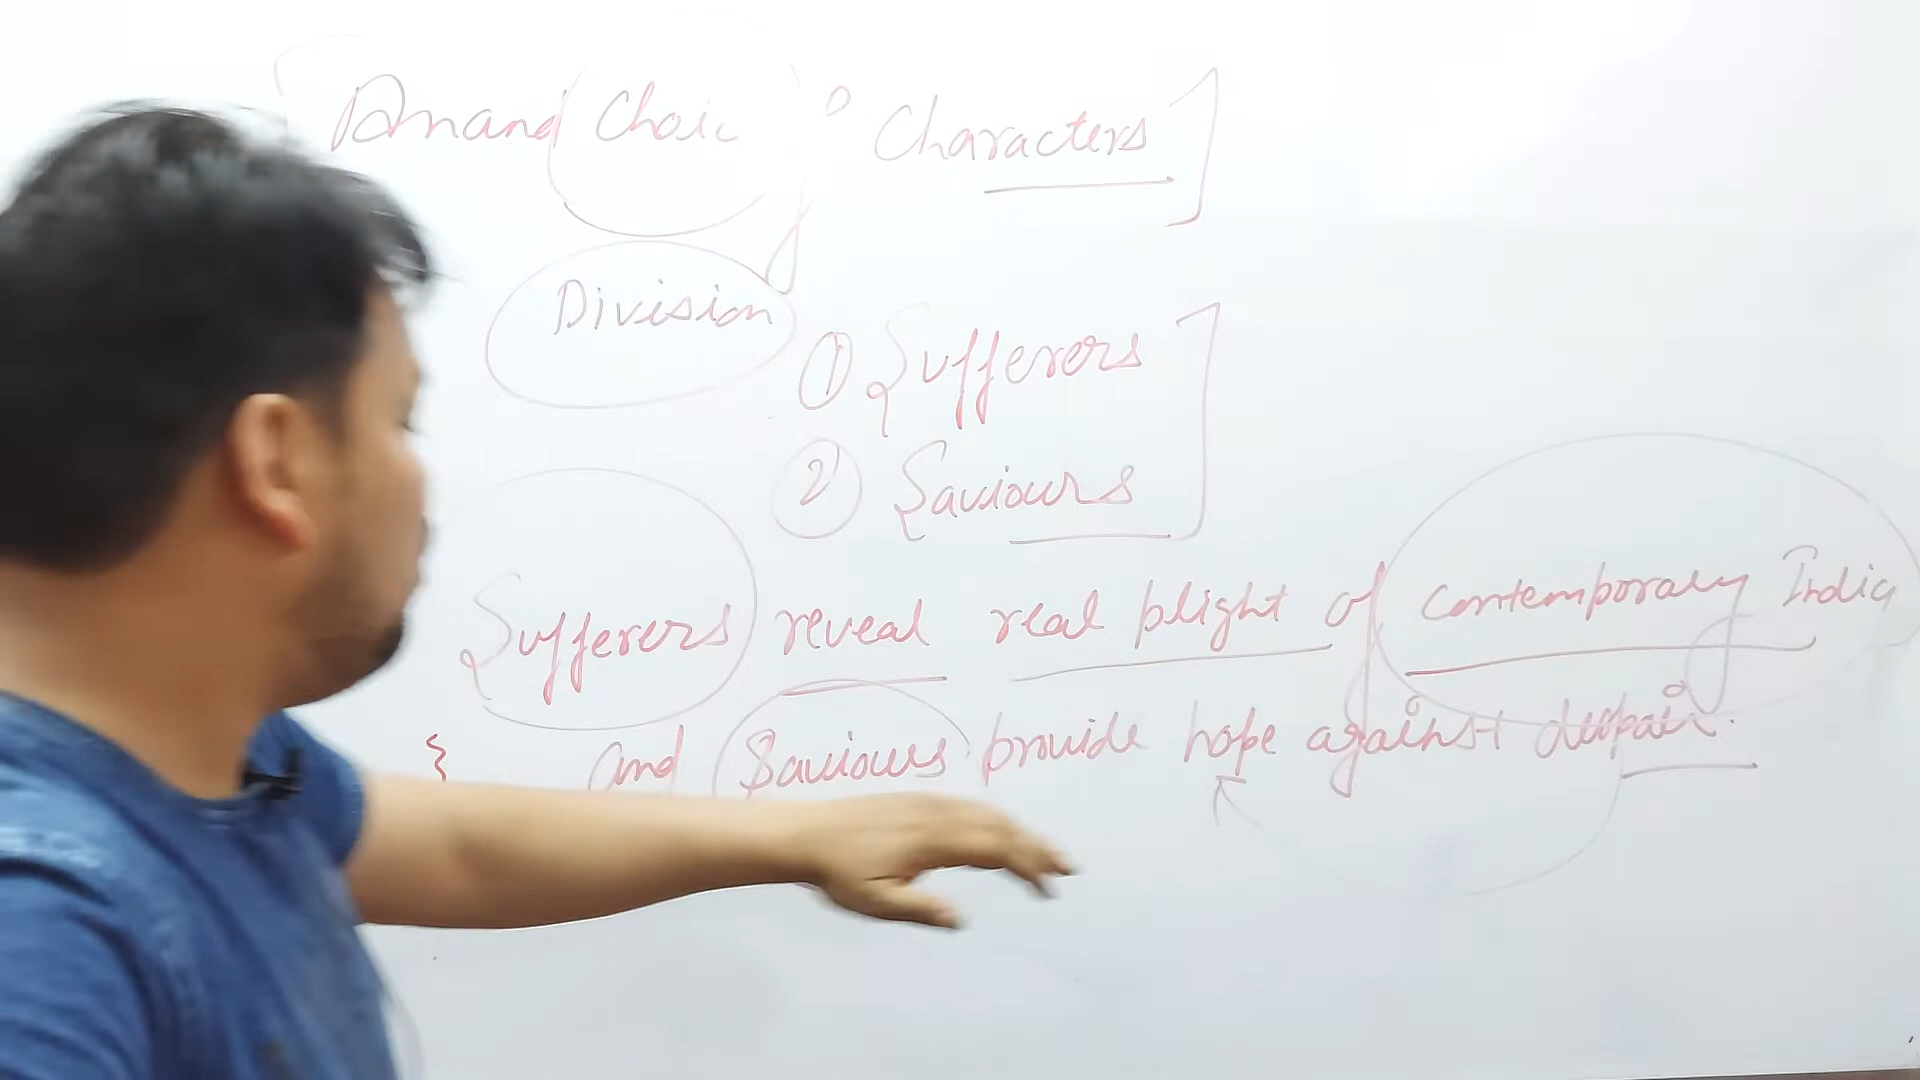 Anand Choic Characters
Division
① Sufferers
② Saviours
Sufferers reveal real plight of contemporary India
and Saviours provide hope against despair.